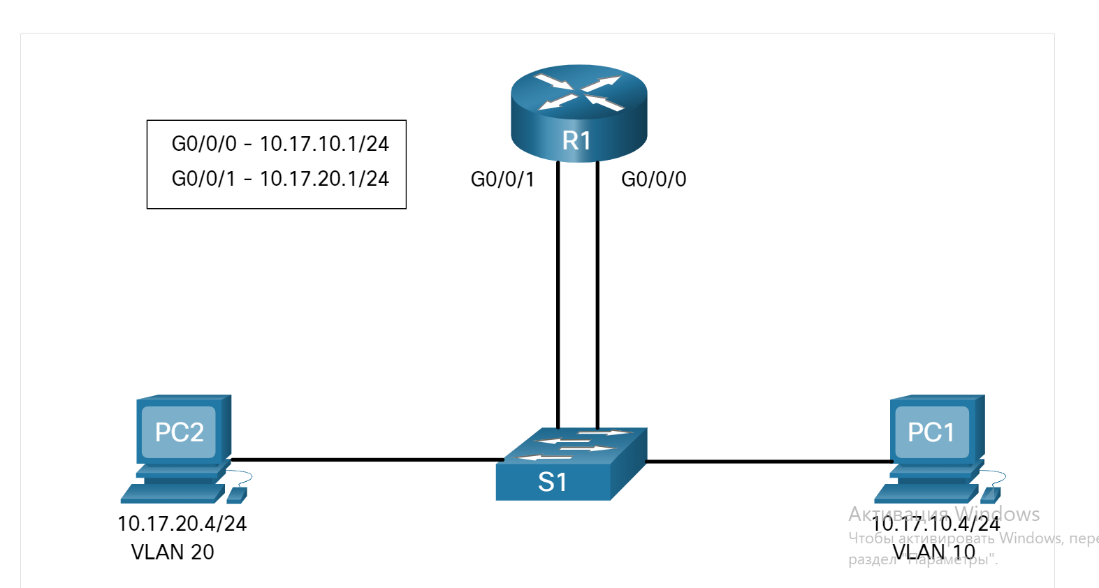 G0/0/0 - 10.17.10.1/24
G0/0/1 - 10.17.20.1/24
R1
G0/0/1
G0/0/0
PC2
PC1
S1
10.17.20.4/24
VLAN 20
10.17.10.4/24
VLAN 10
Активация Windows
Чтобы активировать Windows, пере
раздел "Параметры".